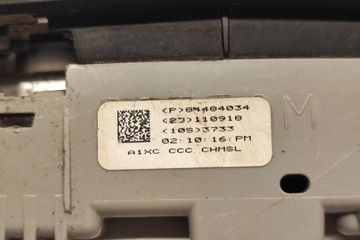 (P)84484034
(2D)110918
(10S)3733
02:10:16:PM
A1XC CCC CHMSL
M